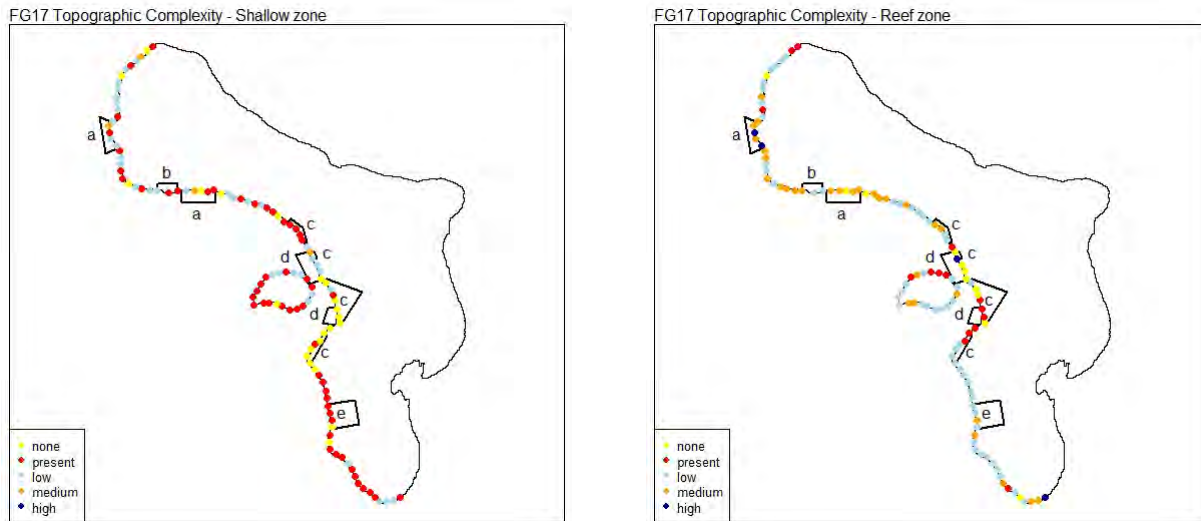 FG17 Topographic Complexity - Shallow zone
a
b
a
c
d
c
c
d
c
e
none
present
low
medium
high
FG17 Topographic Complexity - Reef zone
a
b
a
c
d
c
c
d
c
e
none
present
low
medium
high